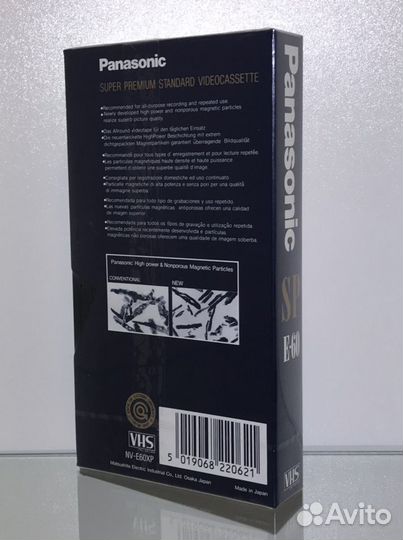 Panasonic
SUPER PREMIUM STANDARD VIDEOCASSETTE
•Recommended for all-purpose recording and repeated use
•Newly developed high power and nonporous magnetic particles
realize superb picture quality
•Das Allround videotape für den täglichen Einsatz
•Die neuentwickelte HighPower Beschichtung mit extrem
dichtgepackten Magnetpartikeln garantiert überragende Bildqualität
•Recommandé pour tous types d' enregistrement et pour lecture repetée.
•Les particules magnétiques haute densité et haute puissance
permettent d'obtenir une superbe qualité d'image.
•Consigliata per registrazioni domestiche ed uso continuato
•Particelle magnetiche di alta potenza e senza pori per una qualità
di immagine superba.
•Recomendada para todo tipo de grabaciones y uso repetido.
•Las nuevas particulas magnéticas antiporosas ofrecen una calidad
de imagen superior.
•Recomendada para todos os tipos de gravação e utilização repetida
•Elevada potência recentemente desenvolvida e partículas
magnéticas não porosas oferecem uma qualidade de imagem soberba.
Panasonic High power & Nonporous Magnetic Particles
CONVENTIONAL
NEW
VHS
NV-E60XP
5 019068 220621
Matsushita Electric Industrial Co., Ltd. Osaka Japan
Made in Japan
Panasonic
SP
E-60
VHS
Avito